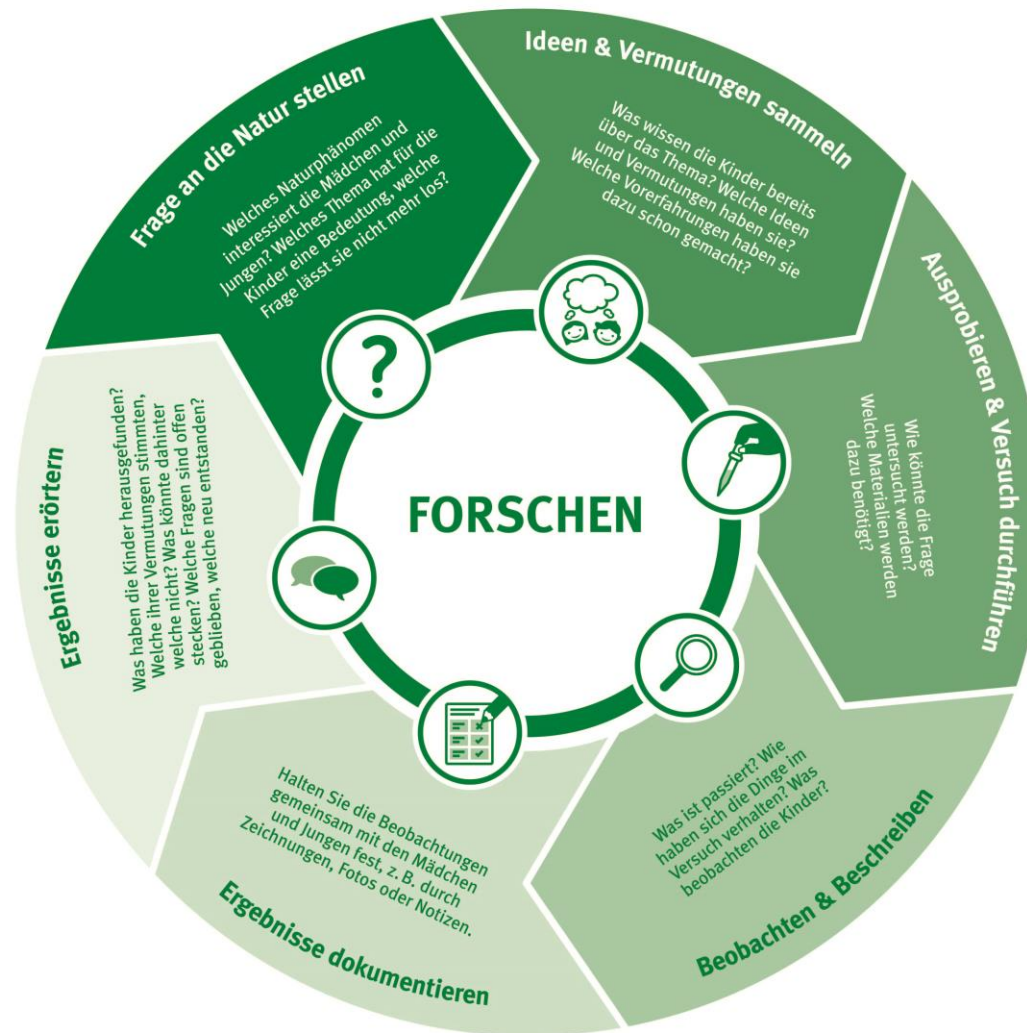 Frage an die Natur stellen
Welches Naturphänomen
interessiert die Mädchen und
Jungen? Welches Thema hat für die
Kinder eine Bedeutung, welche
Frage lässt sie nicht mehr los?
Ideen & Vermutungen sammeln
Was wissen die Kinder bereits
über das Thema? Welche Ideen
und Vermutungen haben sie?
Welche Vorerfahrungen haben sie
dazu schon gemacht?
Ausprobieren & Versuch durchführen
Wie könnte die Frage
untersucht werden?
Welche Materialien werden
dazu benötigt?
Beobachten & Beschreiben
Was ist passiert? Wie
haben sich die Dinge im
Versuch verhalten? Was
beobachten die Kinder?
Ergebnisse dokumentieren
Halten Sie die Beobachtungen
gemeinsam mit den Mädchen
und Jungen fest, z. B. durch
Zeichnungen, Fotos oder Notizen.
Ergebnisse erörtern
Was haben die Kinder herausgefunden?
Welche ihrer Vermutungen stimmten,
welche nicht? Was könnte dahinter
stecken? Welche Fragen sind offen
geblieben, welche neu entstanden?
?
FORSCHEN